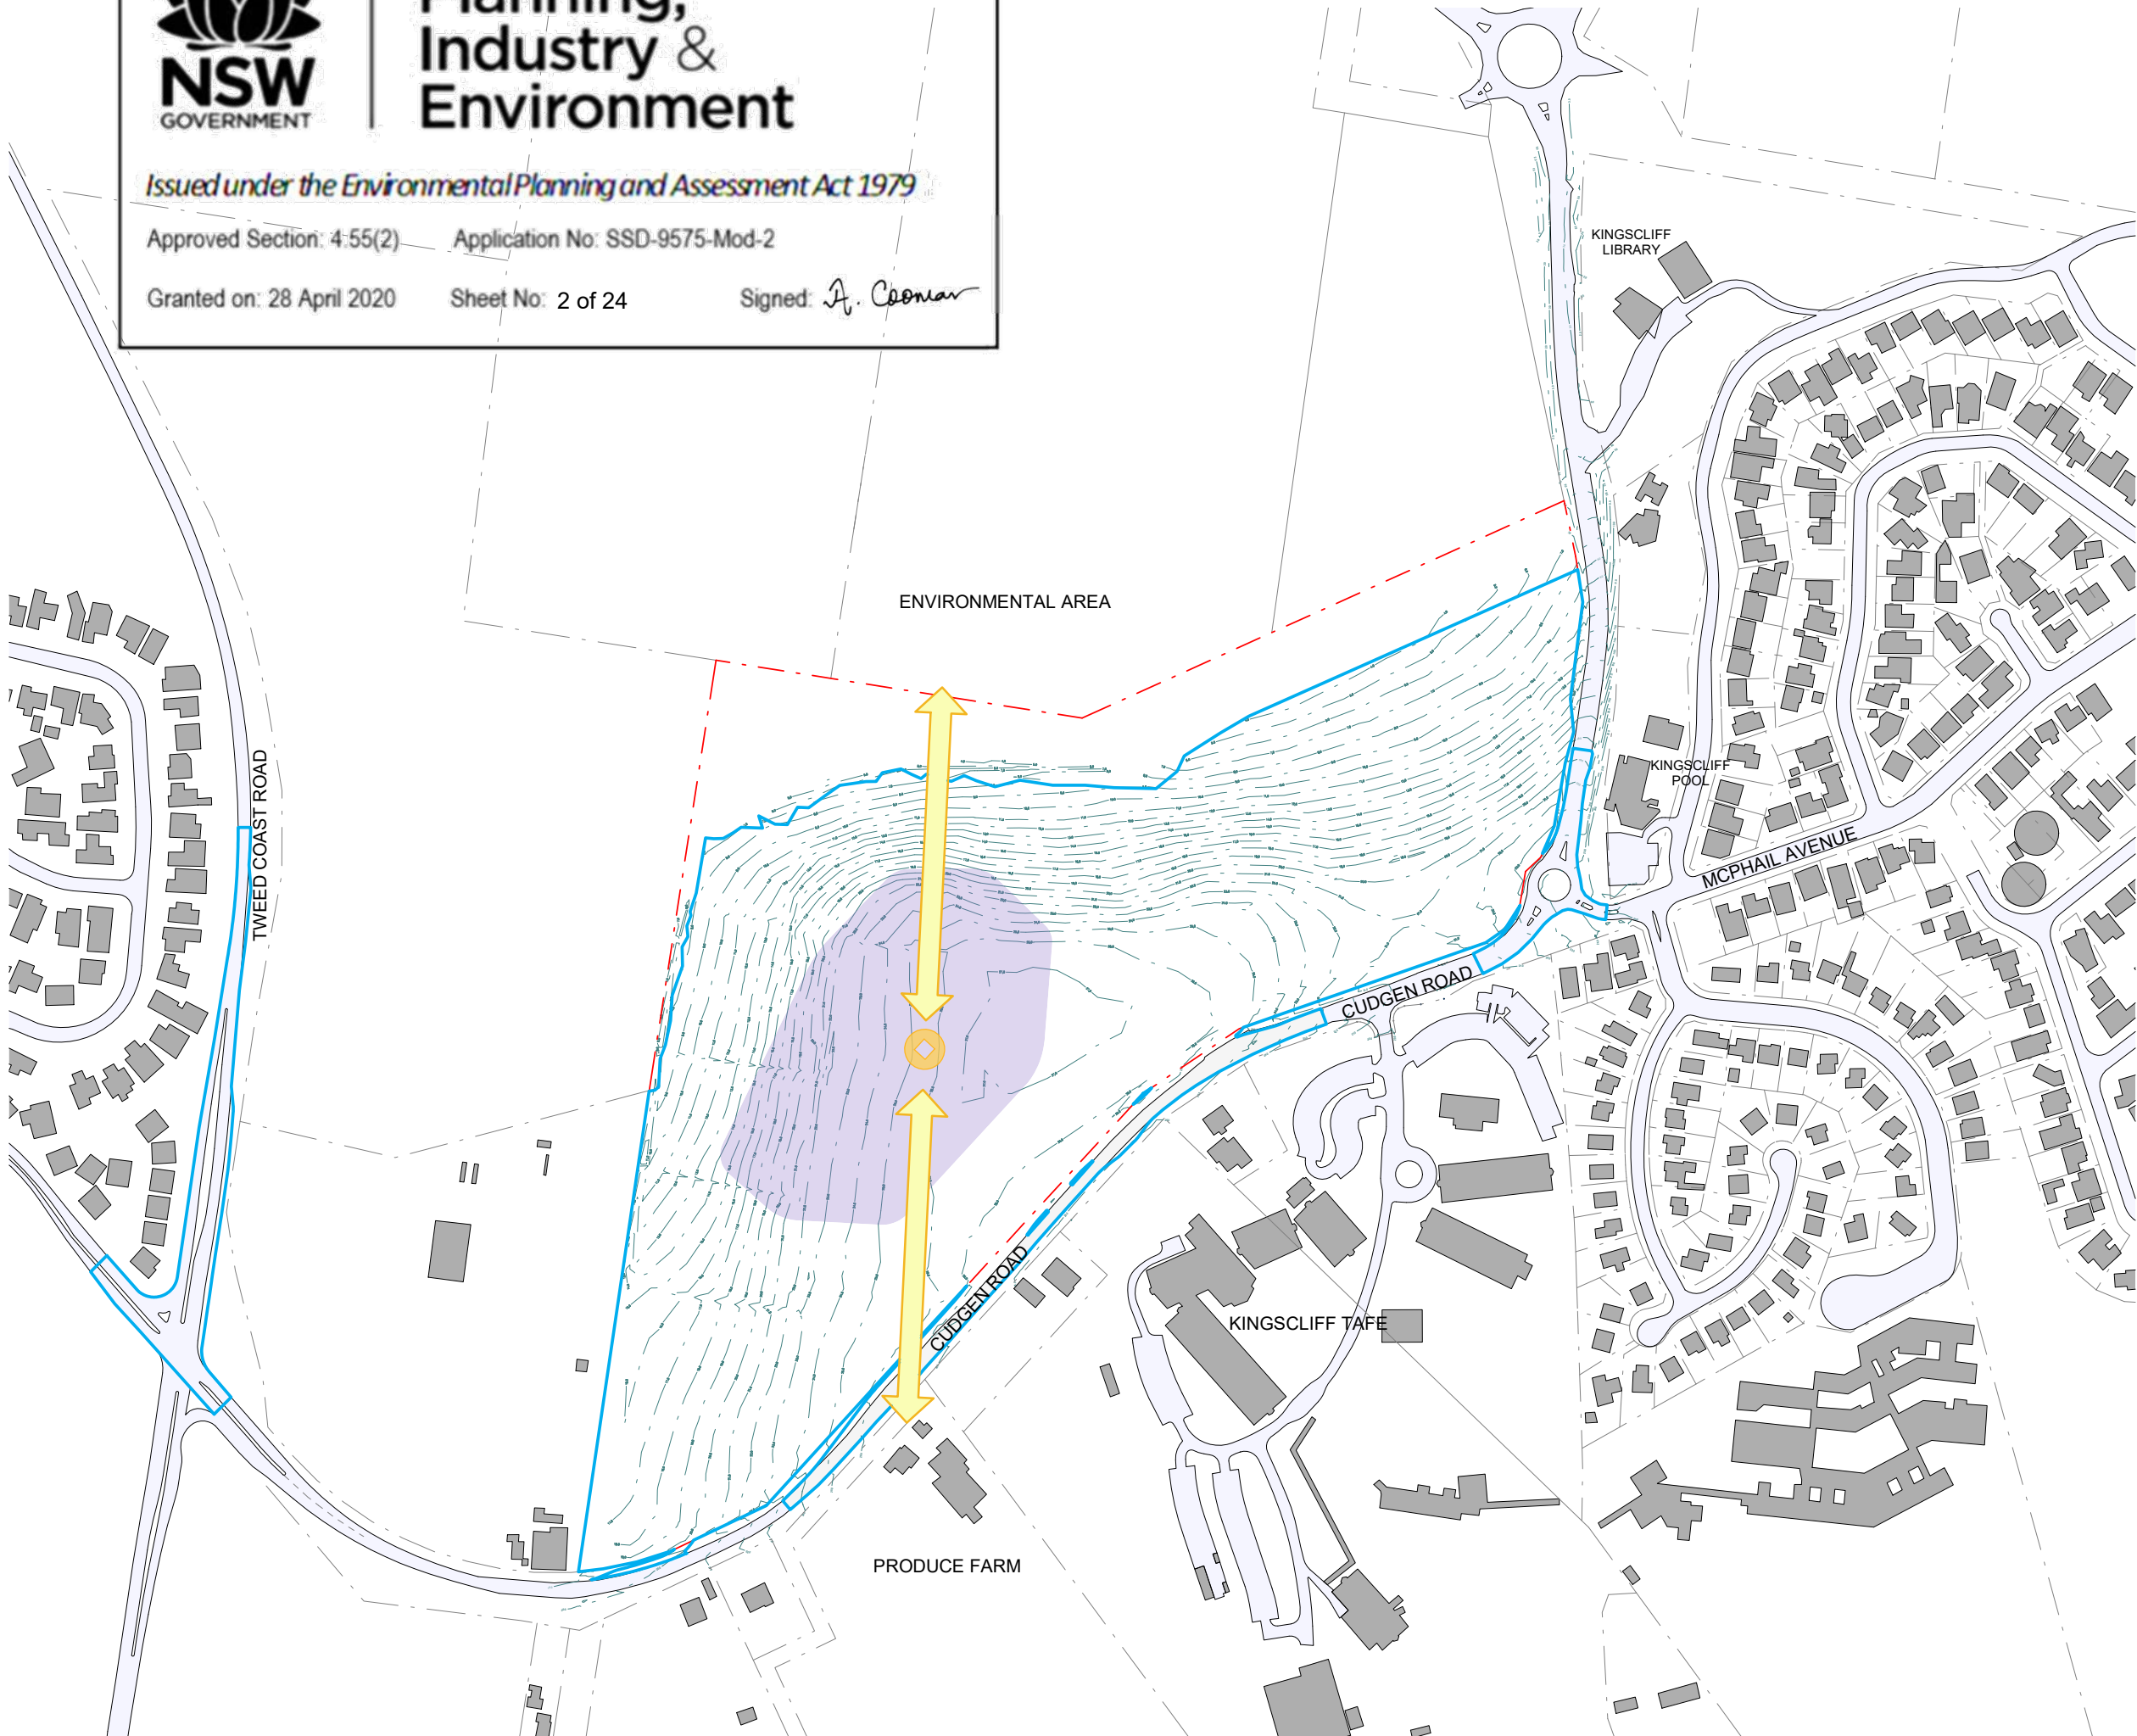 Planning,
Industry &
Environment
NSW
GOVERNMENT
Issued under the Environmental Planning and Assessment Act 1979
Approved Section: 4.55(2) Application No: SSD-9575-Mod-2
Granted on: 28 April 2020 Sheet No: 2 of 24 Signed: A. Coomar
KINGSCLIFF
LIBRARY
ENVIRONMENTAL AREA
TWEED COAST ROAD
KINGSCLIFF
POOL
MCPHAIL AVENUE
CUDGEN ROAD
CUDGEN ROAD
KINGSCLIFF TAFE
PRODUCE FARM